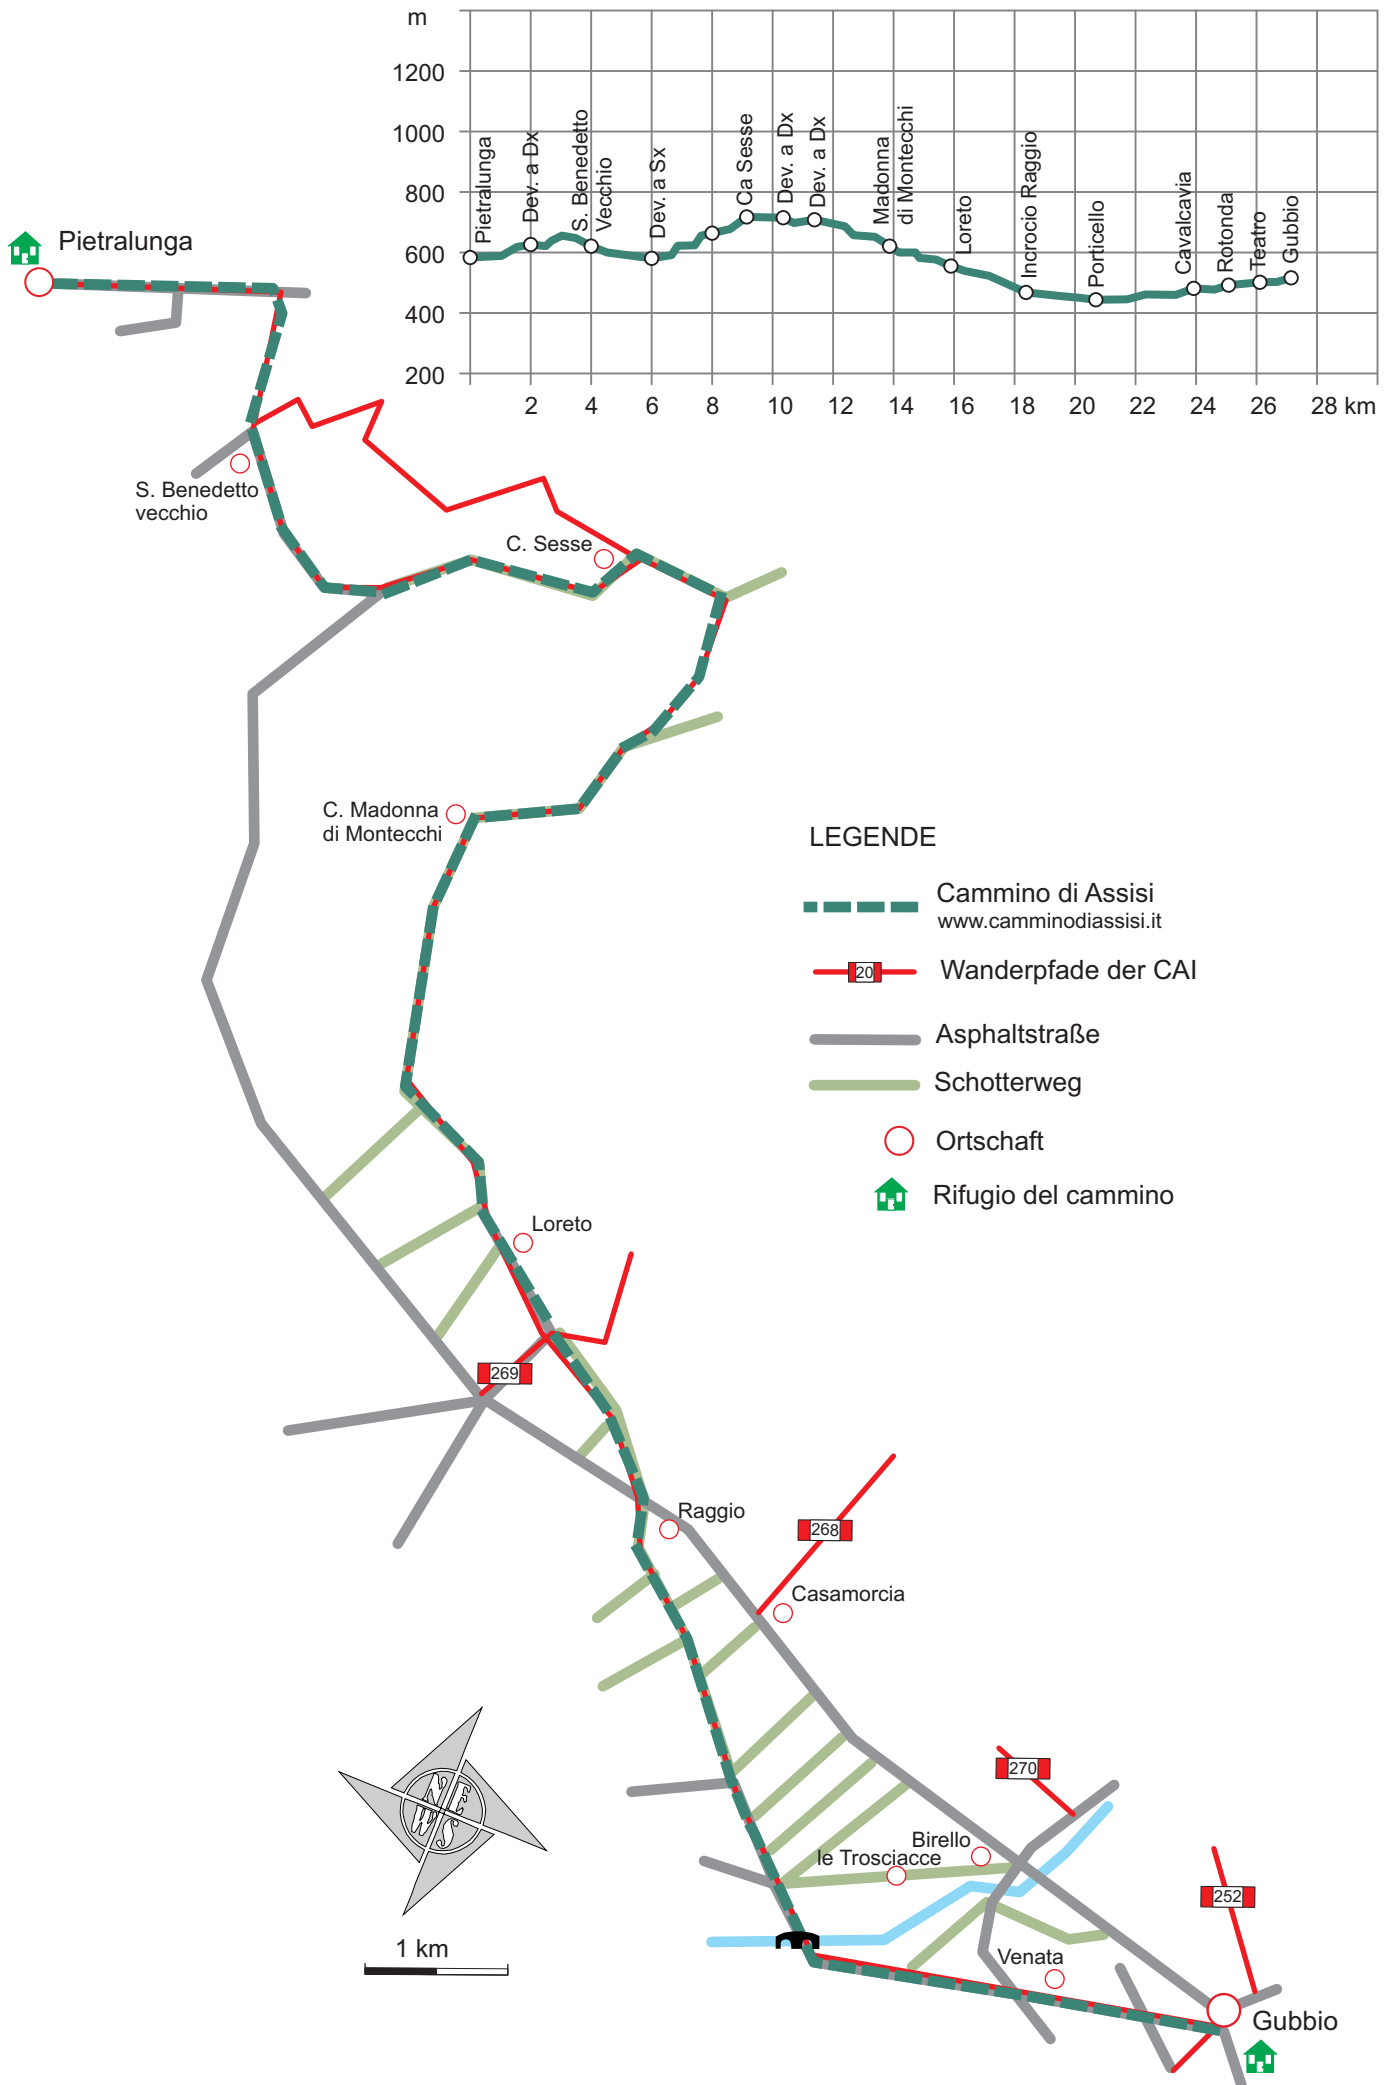 m
1200
1000
800
600
400
200
Pietralunga
Dev. a Dx
S. Benedetto
Vecchio
Dev. a Sx
Ca Sesse
Dev. a Dx
Dev. a Dx
Madonna
di Montecchi
Loreto
Incrocio Raggio
Porticello
Cavalcavia
Rotonda
Teatro
Gubbio
2 4 6 8 10 12 14 16 18 20 22 24 26 28 km
Pietralunga
S. Benedetto
vecchio
C. Sesse
C. Madonna
di Montecchi
LEGENDE
Cammino di Assisi
www.camminodiassisi.it
20
Wanderpfade der CAI
Asphaltstraße
Schotterweg
Ortschaft
Rifugio del cammino
Loreto
269
Raggio
268
Casamorcia
270
Birello
le Trosciacce
252
N
E
W
S
1 km
Venata
Gubbio